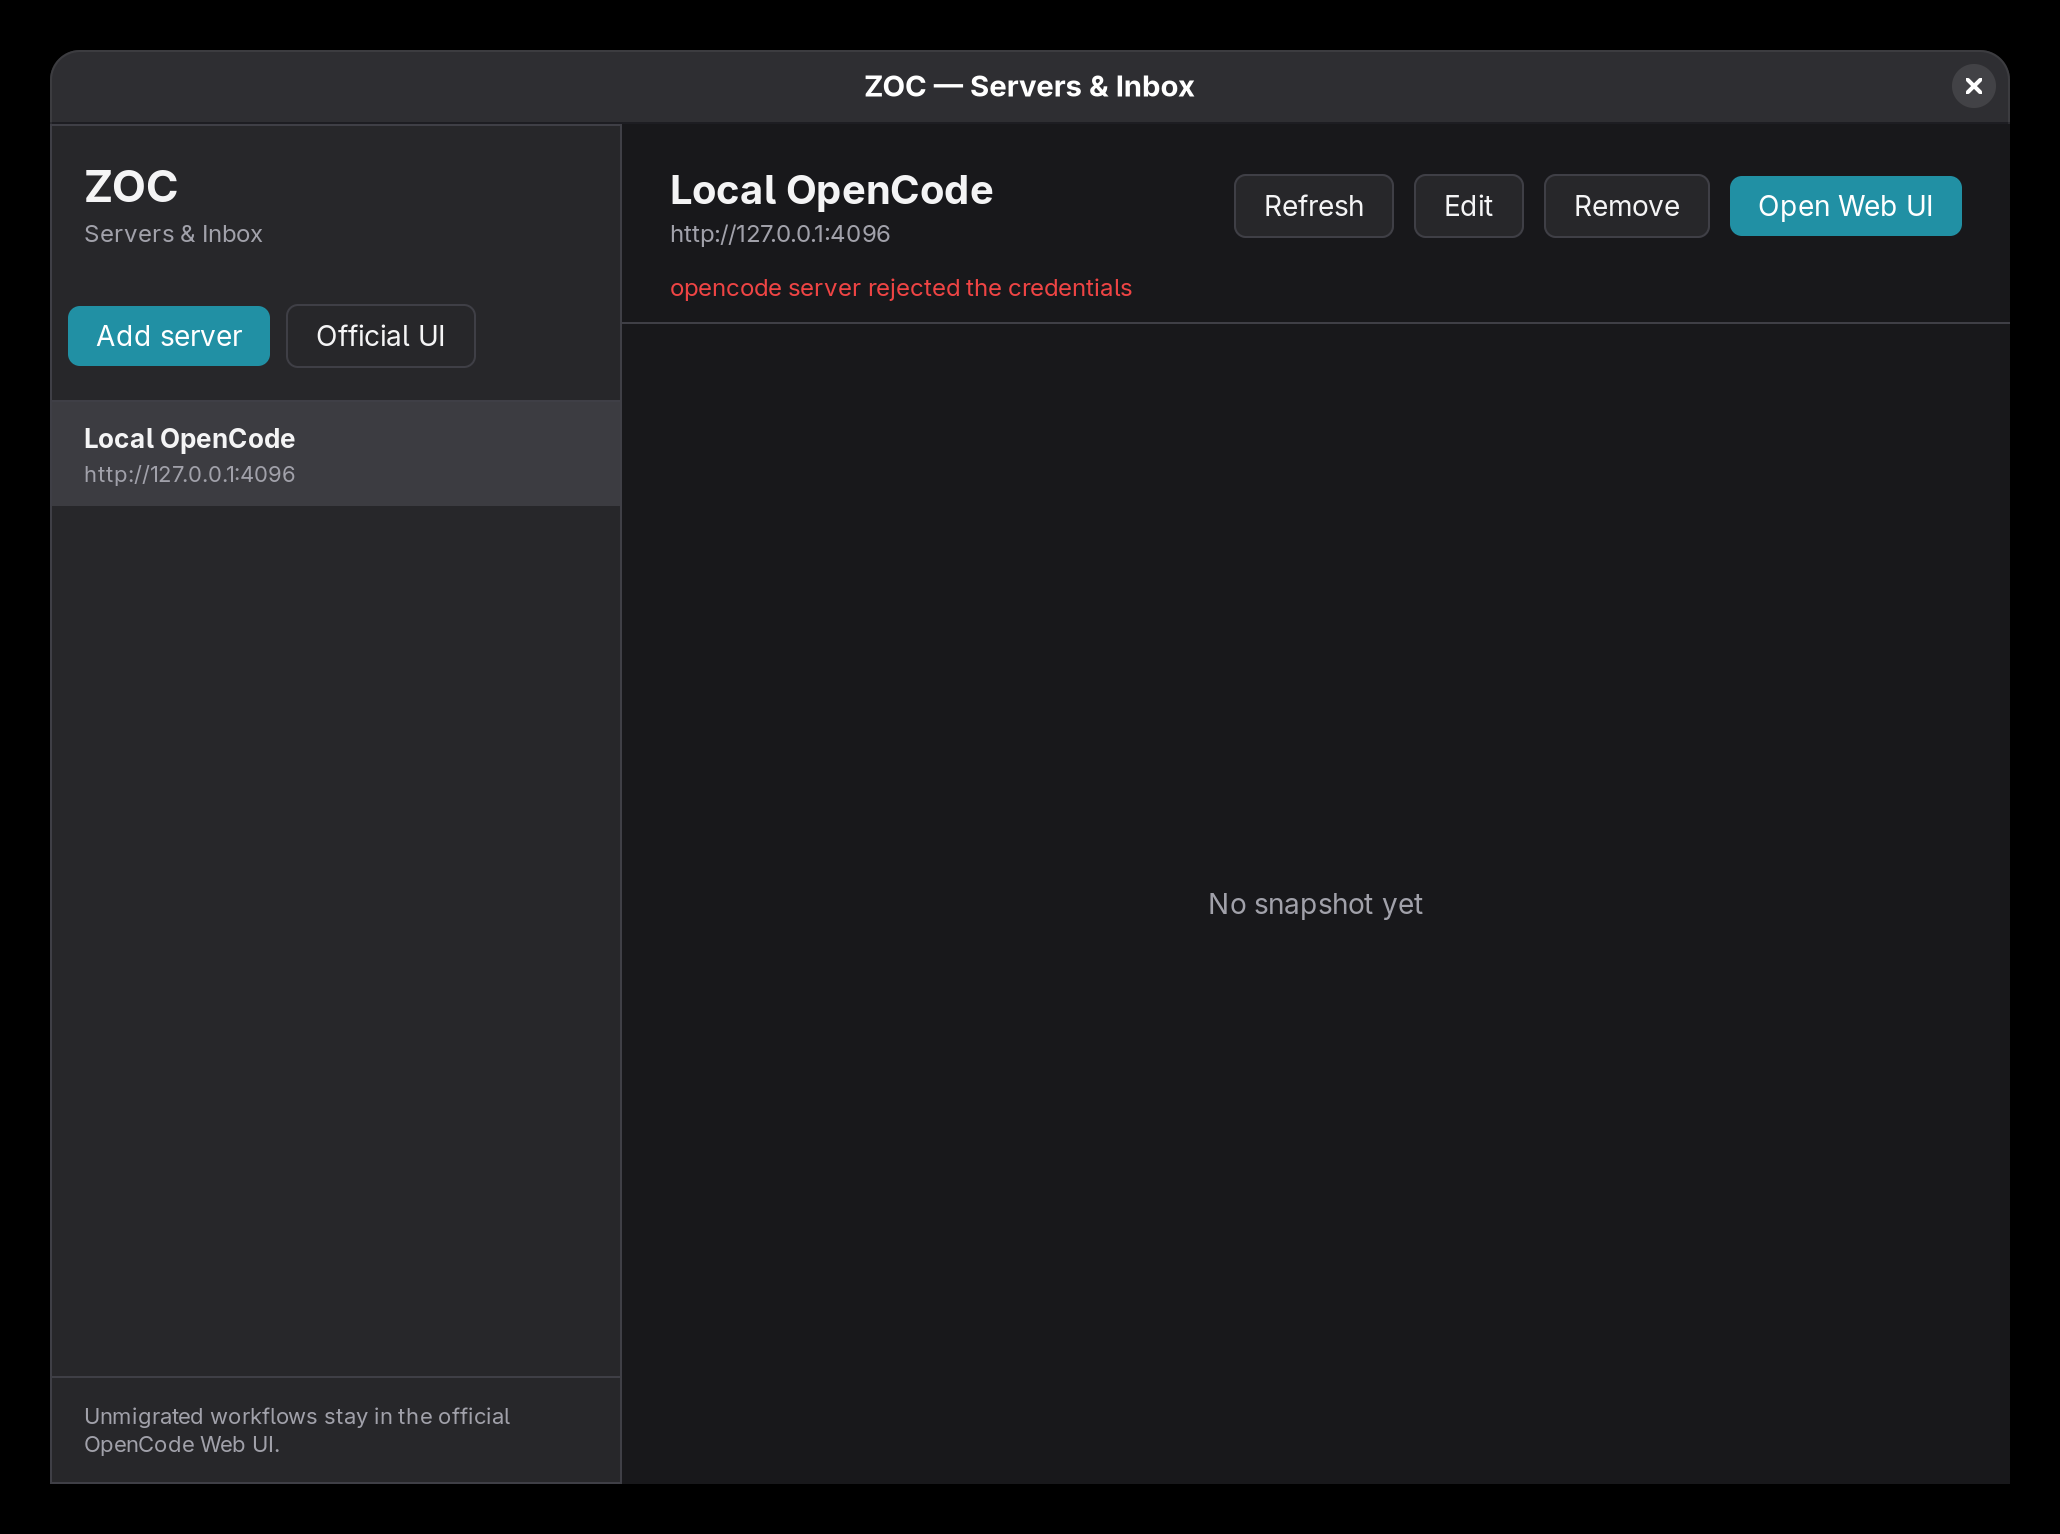 ZOC — Servers & Inbox
ZOC
Servers & Inbox
Add server
Official UI
Local OpenCode
http://127.0.0.1:4096
Unmigrated workflows stay in the official
OpenCode Web UI.
Local OpenCode
http://127.0.0.1:4096
Refresh
Edit
Remove
Open Web UI
opencode server rejected the credentials
No snapshot yet